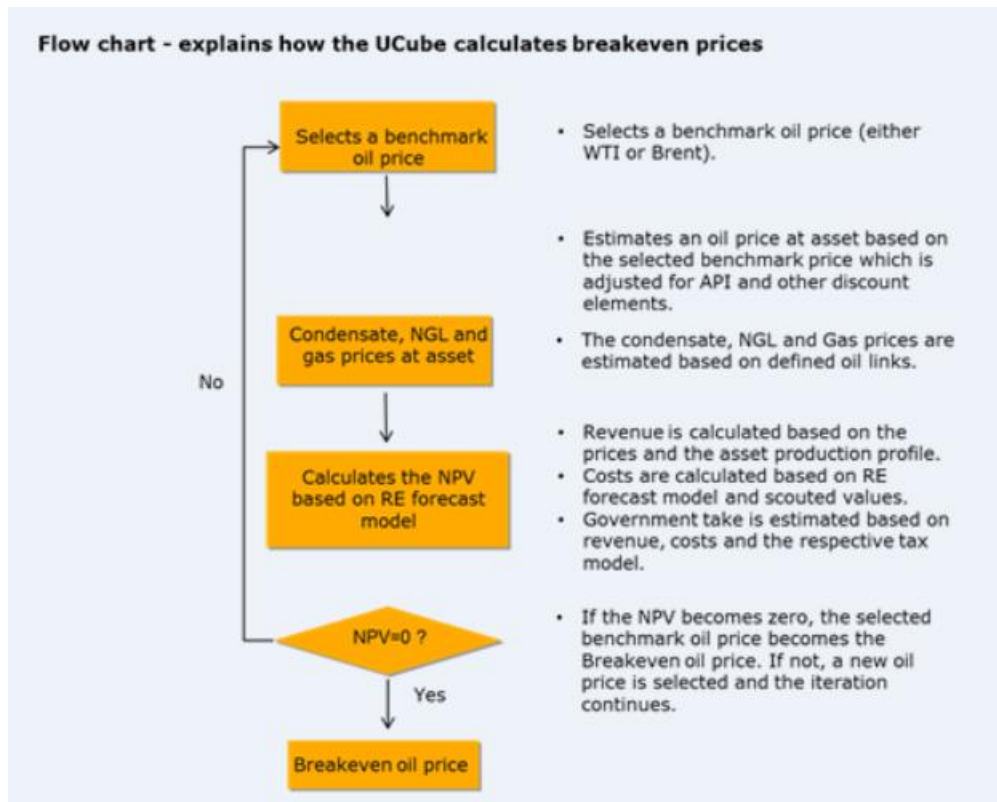 Flow chart - explains how the UCube calculates breakeven prices
Selects a benchmark
oil price
• Selects a benchmark oil price (either
WTI or Brent).
• Estimates an oil price at asset based on
the selected benchmark price which is
adjusted for API and other discount
elements.
Condensate, NGL and
gas prices at asset
• The condensate, NGL and Gas prices are
estimated based on defined oil links.
No
Calculates the NPV
based on RE forecast
model
• Revenue is calculated based on the
prices and the asset production profile.
• Costs are calculated based on RE
forecast model and scouted values.
• Government take is estimated based on
revenue, costs and the respective tax
model.
NPV=0 ?
• If the NPV becomes zero, the selected
benchmark oil price becomes the
Breakeven oil price. If not, a new oil
price is selected and the iteration
continues.
Yes
Breakeven oil price